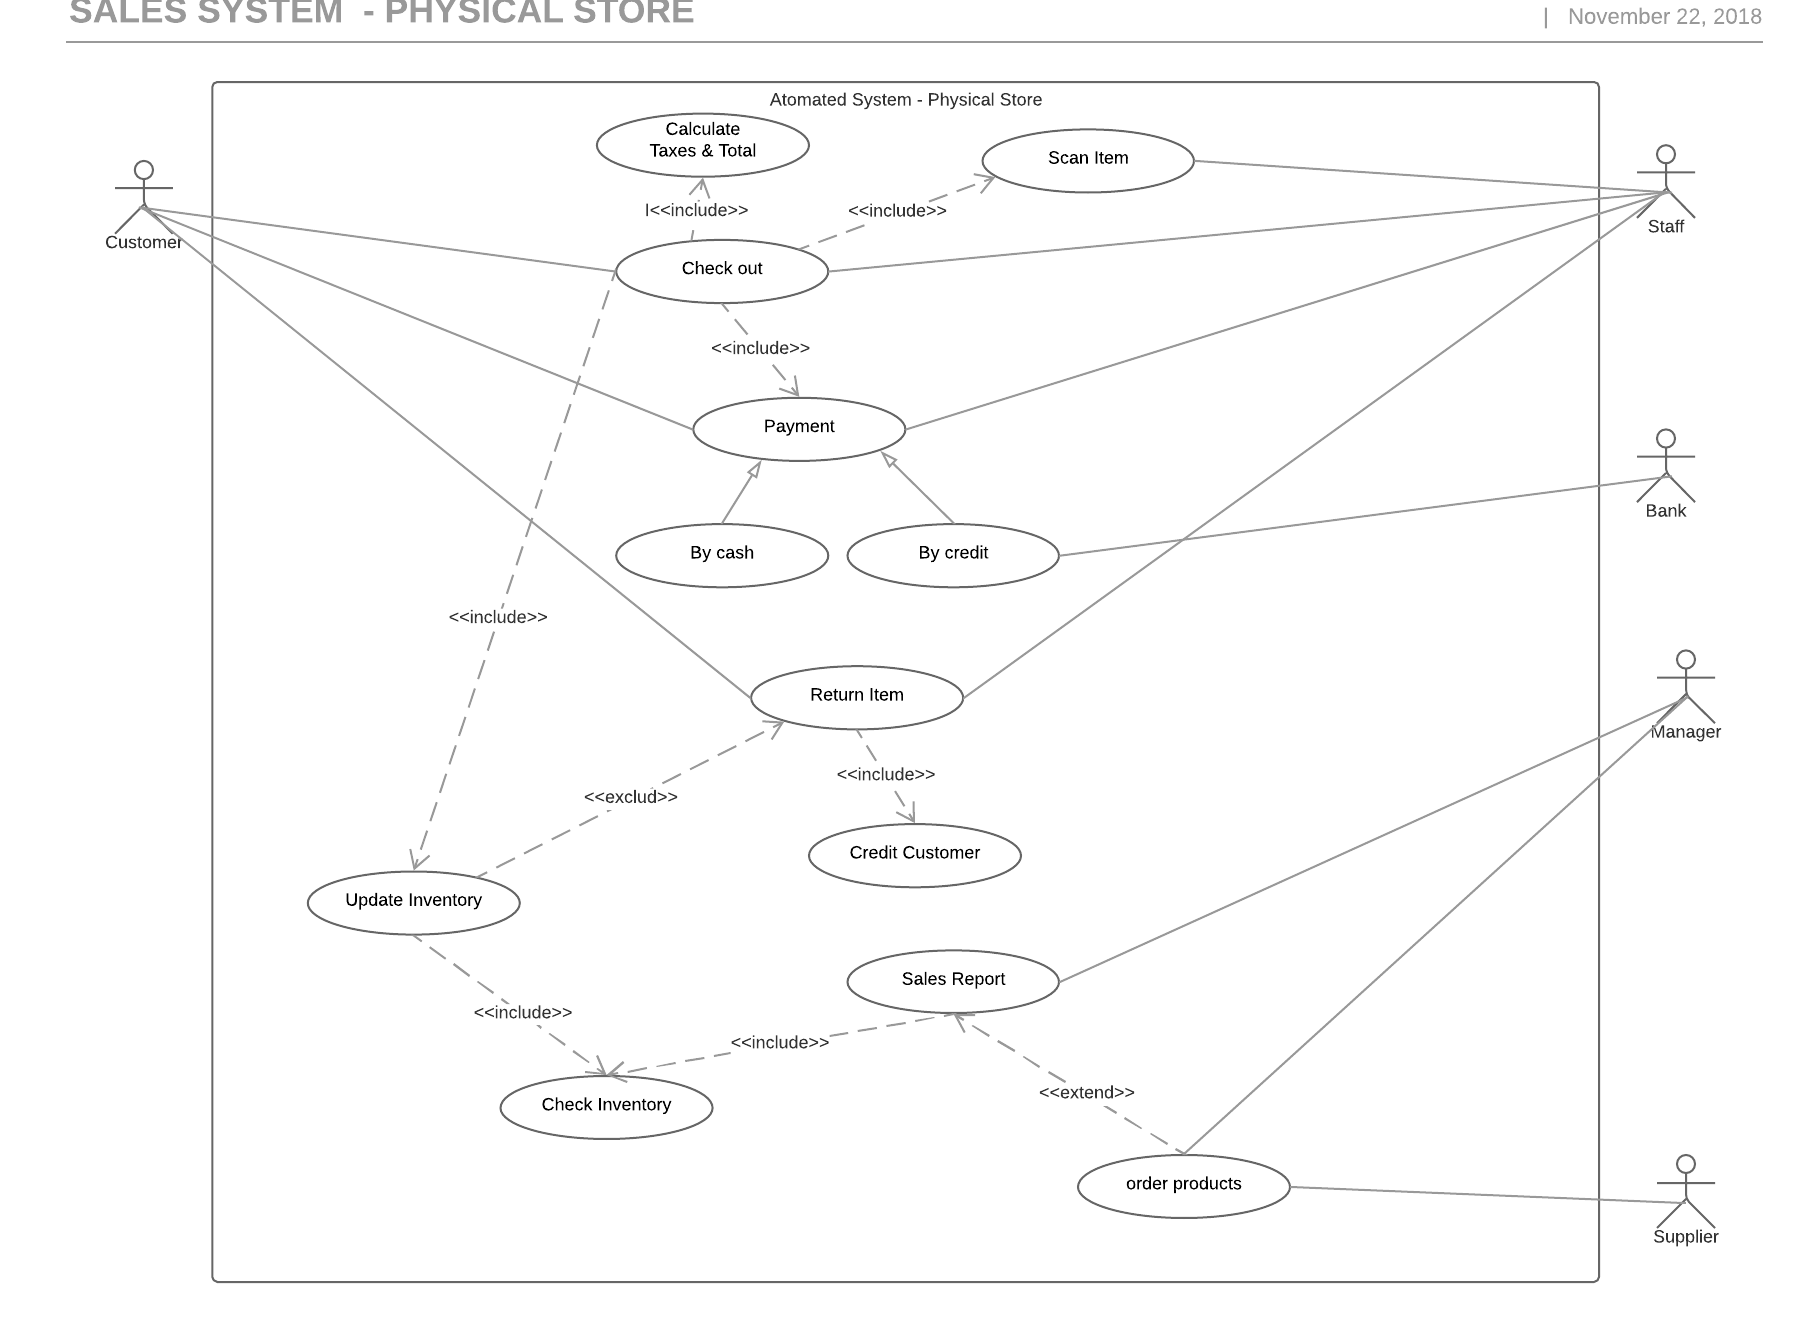 SALES SYSTEM - PHYSICAL STORE
| November 22, 2018
Atomated System - Physical Store
Calculate
Taxes & Total
Scan Item
Customer
Staff
I<<include>>
<<include>>
Check out
<<include>>
Payment
Bank
By cash
By credit
<<include>>
Return Item
Manager
<<include>>
<<exclud>>
Credit Customer
Update Inventory
Sales Report
<<include>>
<<include>>
<<extend>>
Check Inventory
order products
Supplier